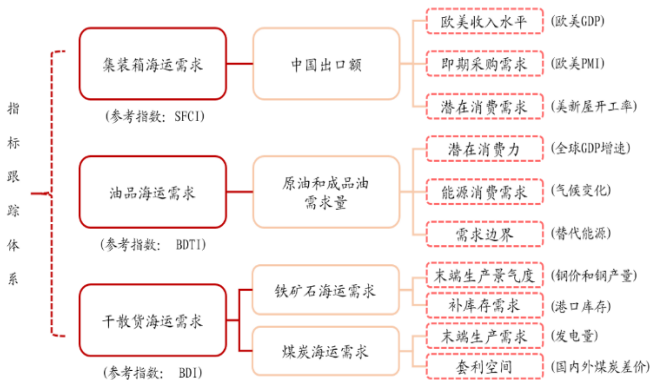 指标跟踪体系
集装箱海运需求
(参考指数: SFCI)
中国出口额
欧美收入水平
(欧美GDP)
即期采购需求
(欧美PMI)
潜在消费需求
(美新屋开工率)
油品海运需求
(参考指数: BDTI)
原油和成品油
需求量
潜在消费力
(全球GDP增速)
能源消费需求
(气候变化)
需求边界
(替代能源)
干散货海运需求
(参考指数: BDI)
铁矿石海运需求
末端生产景气度
(钢价和钢产量)
补库存需求
(港口库存)
煤炭海运需求
末端生产需求
(发电量)
套利空间
(国内外煤炭差价)